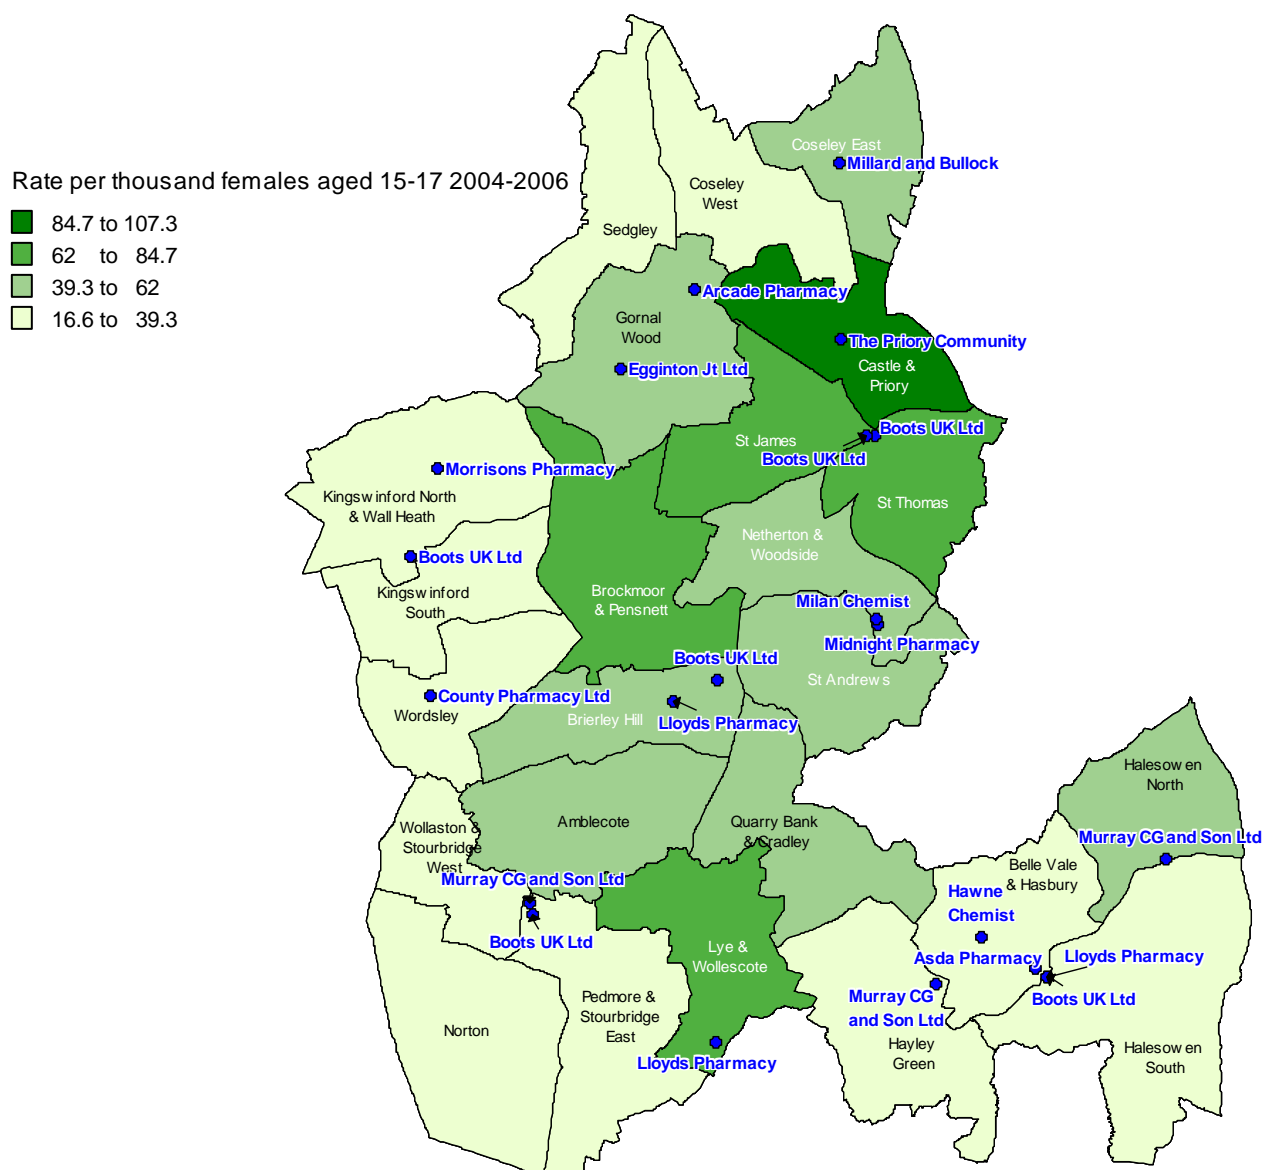 Rate per thousand females aged 15-17 2004-2006
84.7 to 107.3
62 to 84.7
39.3 to 62
16.6 to 39.3
Coseley East
Millard and Bullock
Coseley
West
Sedgley
Arcade Pharmacy
Gornal
Wood
The Priory Community
Egginton Jt Ltd
Castle &
Priory
Boots UK Ltd
St James
Boots UK Ltd
Morrisons Pharmacy
Kingswinford North
& Wall Heath
St Thomas
Netherton &
Woodside
Boots UK Ltd
Kingswinford
South
Brockmoor
& Pensnett
Milan Chemist
Midnight Pharmacy
Boots UK Ltd
St Andrews
County Pharmacy Ltd
Wordsley
Brierley Hill
Lloyds Pharmacy
Halesowen
North
Amblecote
Quarry Bank
& Cradley
Wollaston &
Stourbridge
West
Murray CG and Son Ltd
Belle Vale
& Hasbury
Murray CG and Son Ltd
Hawne
Chemist
Boots UK Ltd
Lye &
Wollescote
Asda Pharmacy
Lloyds Pharmacy
Boots UK Ltd
Murray CG
and Son Ltd
Pedmore &
Stourbridge
East
Norton
Hayley
Green
Halesowen
South
Lloyds Pharmacy